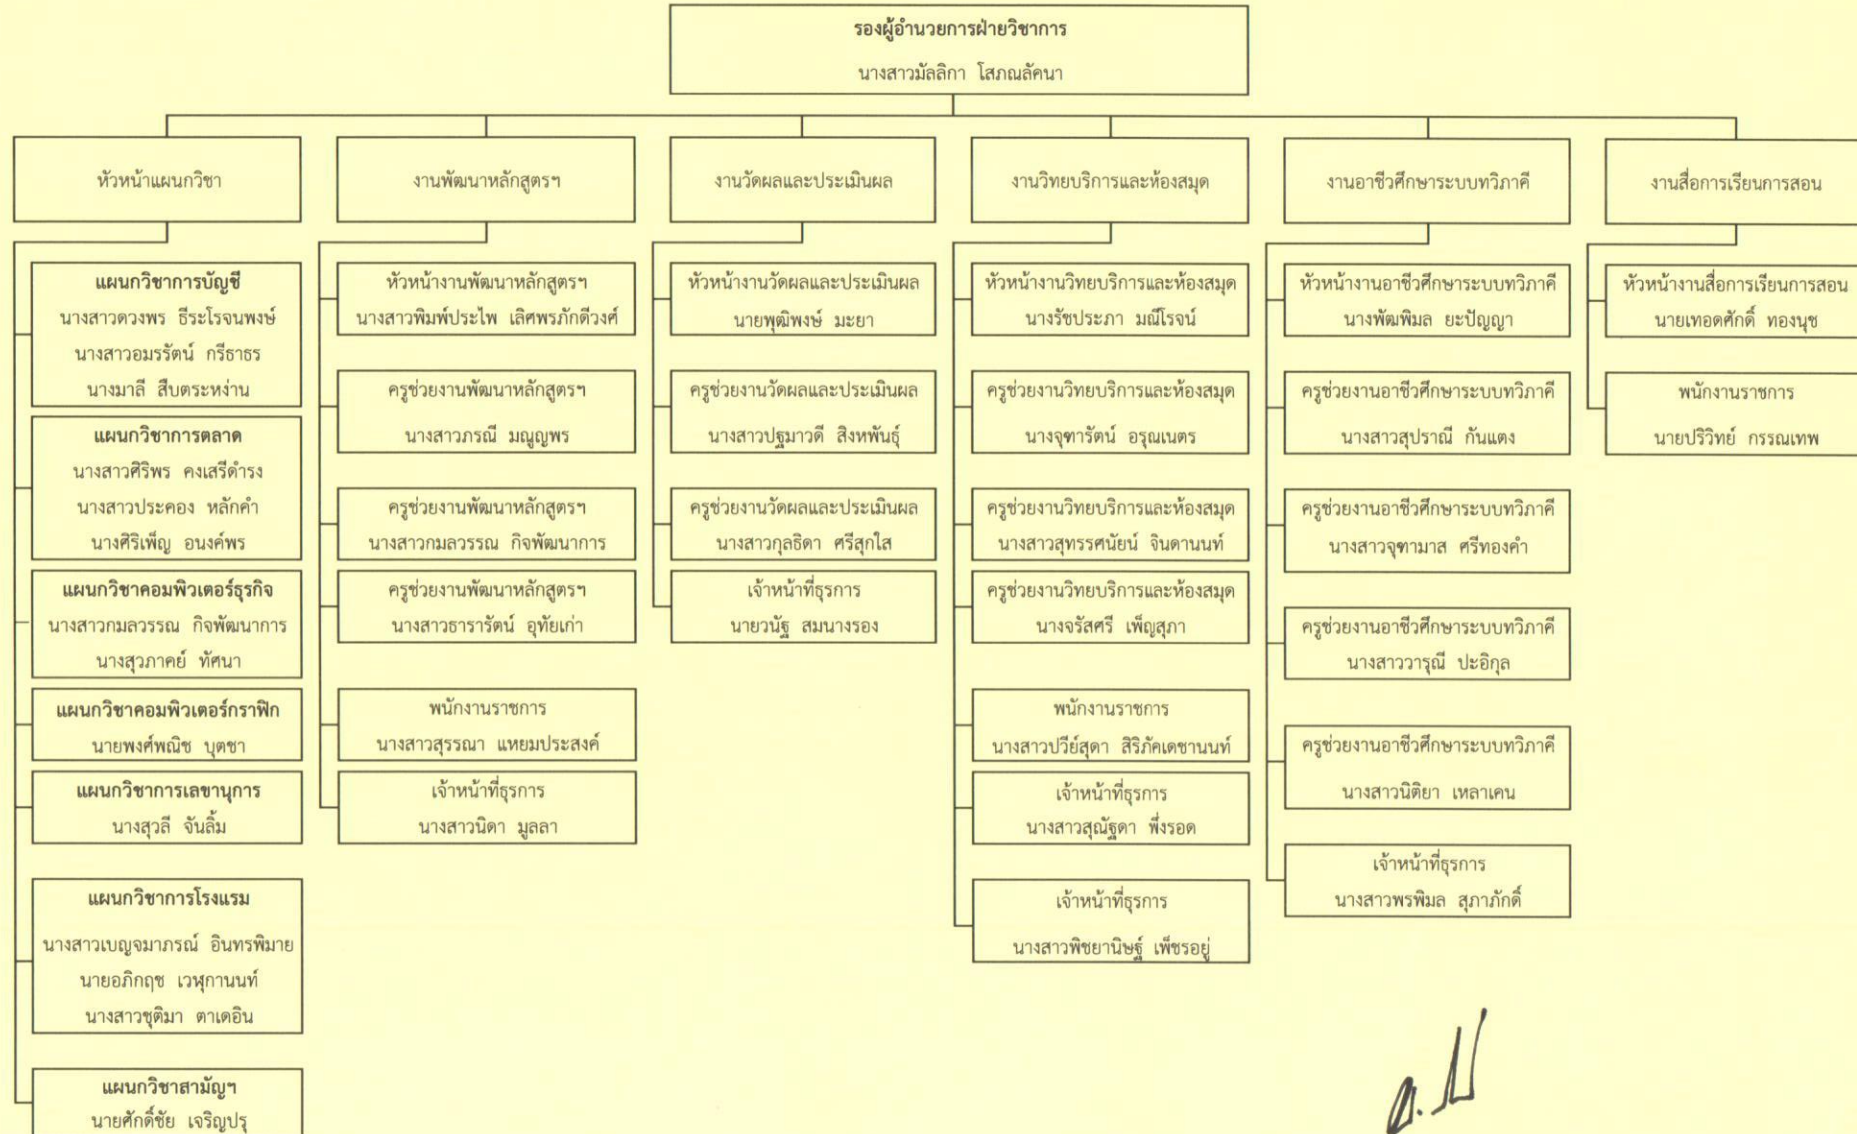 รองผู้อำนวยการฝ่ายวิชาการ
นางสาวมัลลิกา โสภณลัคนา
หัวหน้าแผนกวิชา
แผนกวิชาการบัญชี
นางสาวดวงพร ธีระโรจนพงษ์
นางสาวอมรรัตน์ กรีธาธร
นางมาลี สืบตระหง่าน
แผนกวิชาการตลาด
นางสาวศิริพร คงเสรีดำรง
นางสาวประคอง หลักคำ
นางศิริเพ็ญ อนงค์พร
แผนกวิชาคอมพิวเตอร์ธุรกิจ
นางสาวกมลวรรณ กิจพัฒนาการ
นางสุวภาคย์ ทัศนา
แผนกวิชาคอมพิวเตอร์กราฟิก
นายพงศ์พณิช บุตชา
แผนกวิชาการเลขานุการ
นางสุวลี จันลิ้ม
แผนกวิชาการโรงแรม
นางสาวเบญจมาภรณ์ อินทรพิมาย
นายอภิกฤช เวฬุกานนท์
นางสาวชุติมา ตาเดอิน
แผนกวิชาสามัญฯ
นายศักดิ์ชัย เจริญปรุ
งานพัฒนาหลักสูตรฯ
หัวหน้างานพัฒนาหลักสูตรฯ
นางสาวพิมพ์ประไพ เลิศพรภักดีวงศ์
ครูช่วยงานพัฒนาหลักสูตรฯ
นางสาวภรณี มณูญพร
ครูช่วยงานพัฒนาหลักสูตรฯ
นางสาวกมลวรรณ กิจพัฒนาการ
ครูช่วยงานพัฒนาหลักสูตรฯ
นางสาวธารารัตน์ อุทัยเก่า
พนักงานราชการ
นางสาวสุรรณา แหยมประสงค์
เจ้าหน้าที่ธุรการ
นางสาวนิดา มูลลา
งานวัดผลและประเมินผล
หัวหน้างานวัดผลและประเมินผล
นายพุฒิพงษ์ มะยา
ครูช่วยงานวัดผลและประเมินผล
นางสาวปฐมาวดี สิงหพันธุ์
ครูช่วยงานวัดผลและประเมินผล
นางสาวกุลธิดา ศรีสุกใส
เจ้าหน้าที่ธุรการ
นายวนัฐ สมนางรอง
งานวิทยบริการและห้องสมุด
หัวหน้างานวิทยบริการและห้องสมุด
นางรัชประภา มณีโรจน์
ครูช่วยงานวิทยบริการและห้องสมุด
นางจุฑารัตน์ อรุณเนตร
ครูช่วยงานวิทยบริการและห้องสมุด
นางสาวสุทรรศนัยน์ จินดานนท์
ครูช่วยงานวิทยบริการและห้องสมุด
นางจรัสศรี เพ็ญสุภา
พนักงานราชการ
นางสาวปวีย์สุดา สิริภัคเดชานนท์
เจ้าหน้าที่ธุรการ
นางสาวสุณัฐดา พึ่งรอด
เจ้าหน้าที่ธุรการ
นางสาวพิชยานิษฐ์ เพ็ชรอยู่
งานอาชีวศึกษาระบบทวิภาคี
หัวหน้างานอาชีวศึกษาระบบทวิภาคี
นางพัฒพิมล ยะปัญญา
ครูช่วยงานอาชีวศึกษาระบบทวิภาคี
นางสาวสุปราณี กันแตง
ครูช่วยงานอาชีวศึกษาระบบทวิภาคี
นางสาวจุฑามาส ศรีทองคำ
ครูช่วยงานอาชีวศึกษาระบบทวิภาคี
นางสาววารุณี ปะอิกุล
ครูช่วยงานอาชีวศึกษาระบบทวิภาคี
นางสาวนิติยา เหลาเคน
เจ้าหน้าที่ธุรการ
นางสาวพรพิมล สุภาภักดิ์
งานสื่อการเรียนการสอน
หัวหน้างานสื่อการเรียนการสอน
นายเทอดศักดิ์ ทองนุช
พนักงานราชการ
นายปริวิทย์ กรรณเทพ